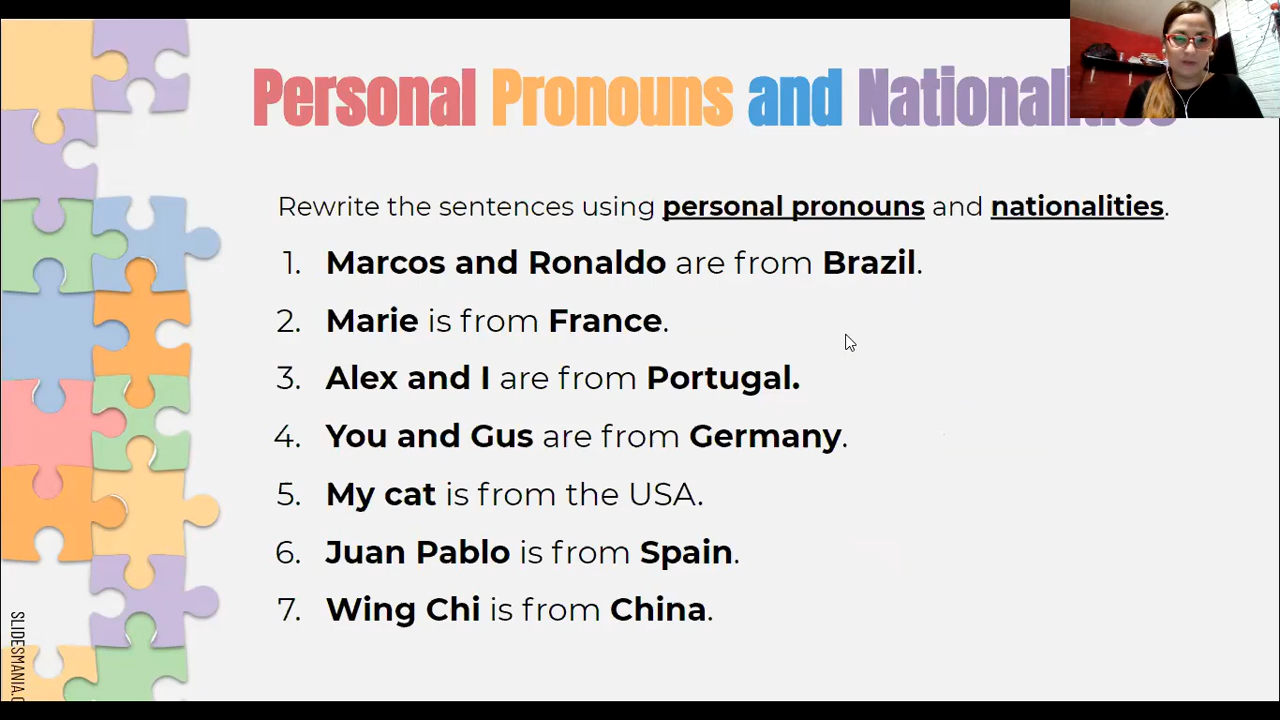 Personal Pronouns and Nationalities
Rewrite the sentences using personal pronouns and nationalities.
1. Marcos and Ronaldo are from Brazil.
2. Marie is from France.
3. Alex and I are from Portugal.
4. You and Gus are from Germany.
5. My cat is from the USA.
6. Juan Pablo is from Spain.
7. Wing Chi is from China.